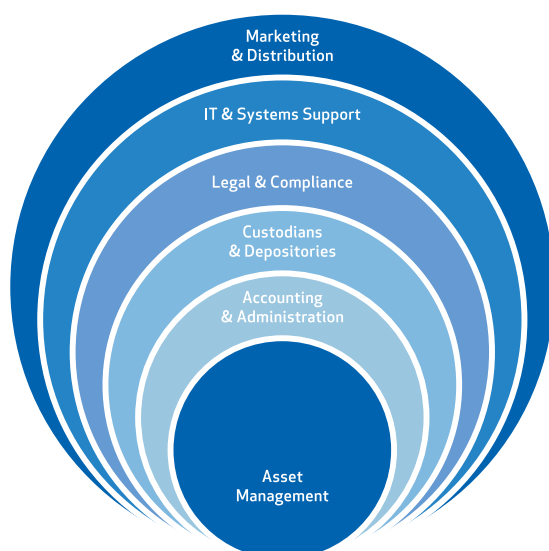 Marketing
& Distribution
IT & Systems Support
Legal & Compliance
Custodians
& Depositories
Accounting
& Administration
Asset
Management